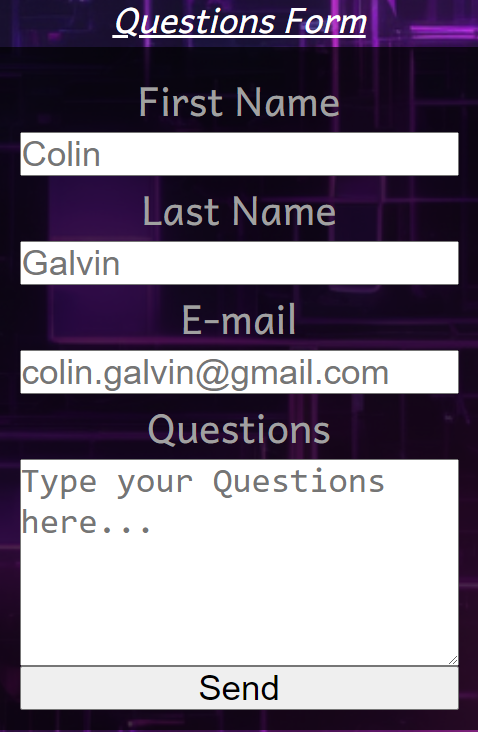 Questions Form
First Name
Colin
Last Name
Galvin
E-mail
colin.galvin@gmail.com
Questions
Type your Questions
here...
Send